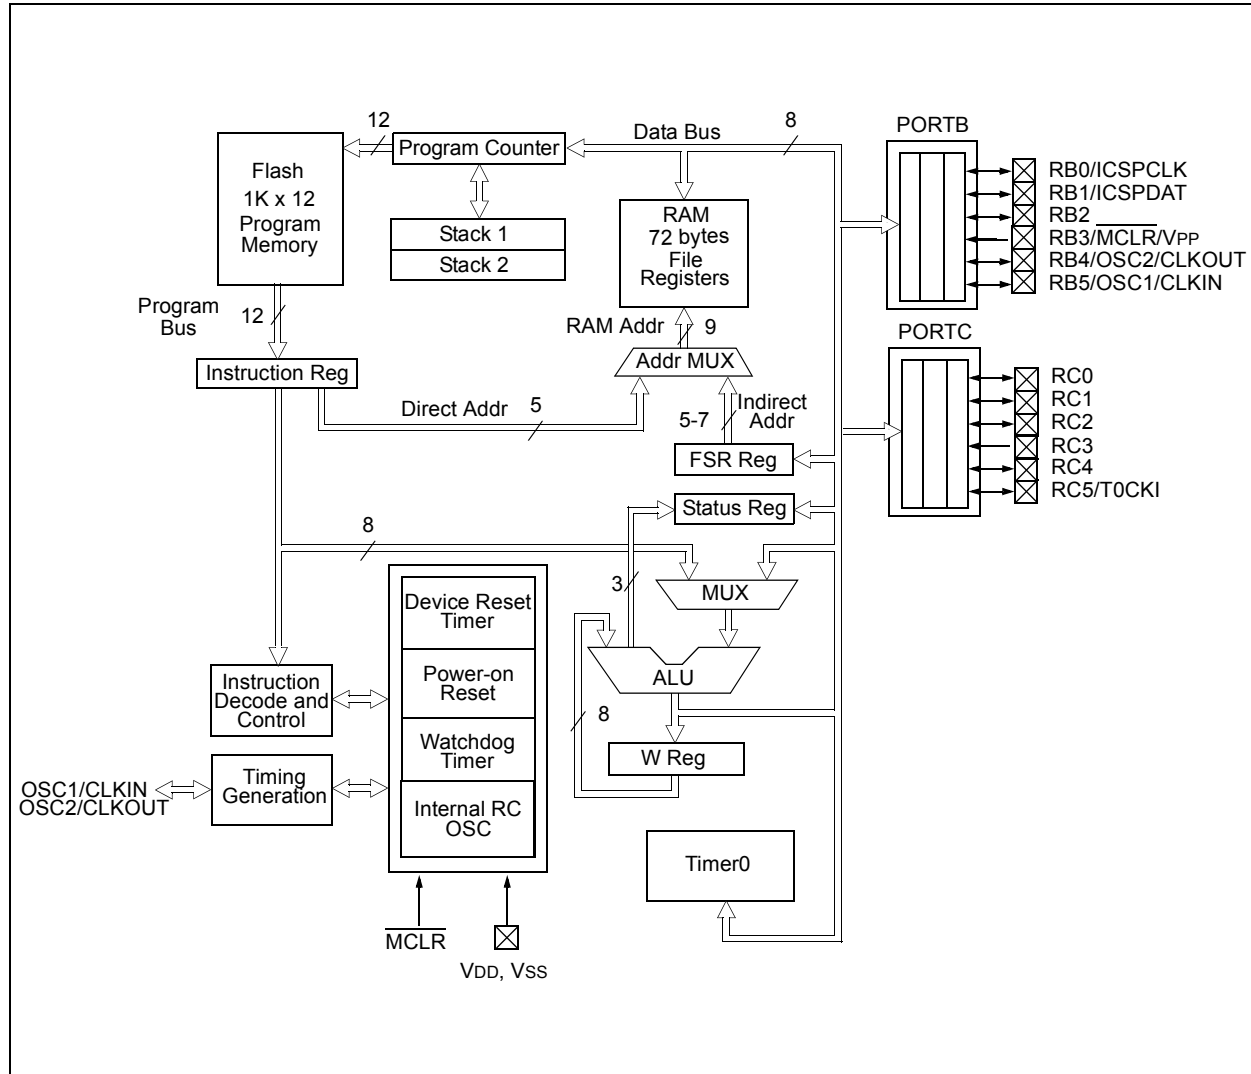 12
Data Bus
8
PORTB
Program Counter
Flash
1K x 12
Program
Memory
Stack 1
Stack 2
RAM
72 bytes
File
Registers
RB0/ICSPCLK
RB1/ICSPDAT
RB2
RB3/MCLR/VPP
RB4/OSC2/CLKOUT
RB5/OSC1/CLKIN
Program
Bus
12
RAM Addr
9
PORTC
Instruction Reg
Addr MUX
Direct Addr
5
5-7
Indirect
Addr
RC0
RC1
RC2
RC3
RC4
RC5/T0CKI
FSR Reg
Status Reg
8
3
MUX
Device Reset
Timer
Power-on
Reset
Watchdog
Timer
Internal RC
OSC
ALU
8
W Reg
Instruction
Decode and
Control
Timing
Generation
OSC1/CLKIN
OSC2/CLKOUT
Timer0
MCLR
VDD, VSS